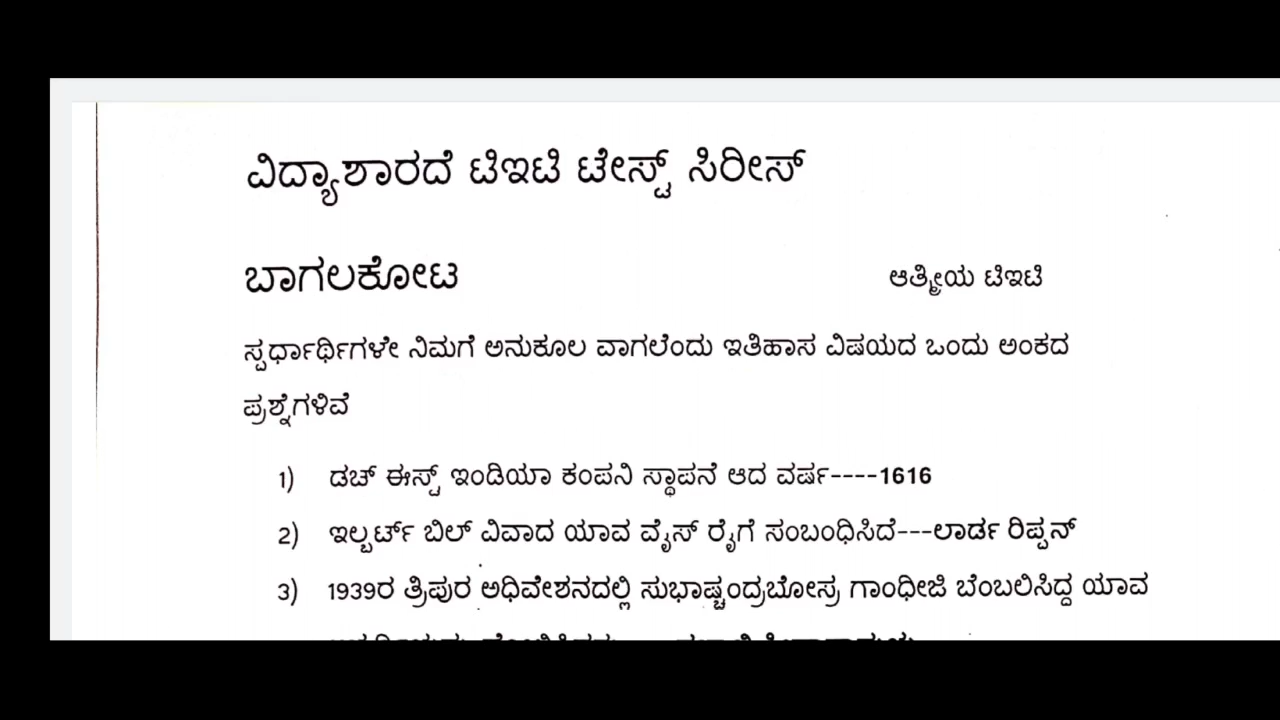 ವಿದ್ಯಾಶಾರದೆ ಟಿಇಟಿ ಟೇಸ್ಟ್ ಸಿರೀಸ್
ಬಾಗಲಕೋಟ ಆತ್ಮೀಯ ಟಿಇಟಿ
ಸ್ಪರ್ಧಾರ್ಥಿಗಳೇ ನಿಮಗೆ ಅನುಕೂಲ ವಾಗಲೆಂದು ಇತಿಹಾಸ ವಿಷಯದ ಒಂದು ಅಂಕದ
ಪ್ರಶ್ನೆಗಳಿವೆ
1) ಡಚ್ ಈಸ್ಟ್ ಇಂಡಿಯಾ ಕಂಪನಿ ಸ್ಥಾಪನೆ ಆದ ವರ್ಷ----1616
2) ಇಲ್ಬರ್ಟ್ ಬಿಲ್ ವಿವಾದ ಯಾವ ವೈಸ್ ರೈಗೆ ಸಂಬಂಧಿಸಿದೆ---ಲಾರ್ಡ ರಿಪ್ಪನ್
3) 1939ರ ತ್ರಿಪುರ ಅಧಿವೇಶನದಲ್ಲಿ ಸುಭಾಷ್ಚಂದ್ರಬೋಸ್ರ ಗಾಂಧೀಜಿ ಬೆಂಬಲಿಸಿದ್ದ ಯಾವ